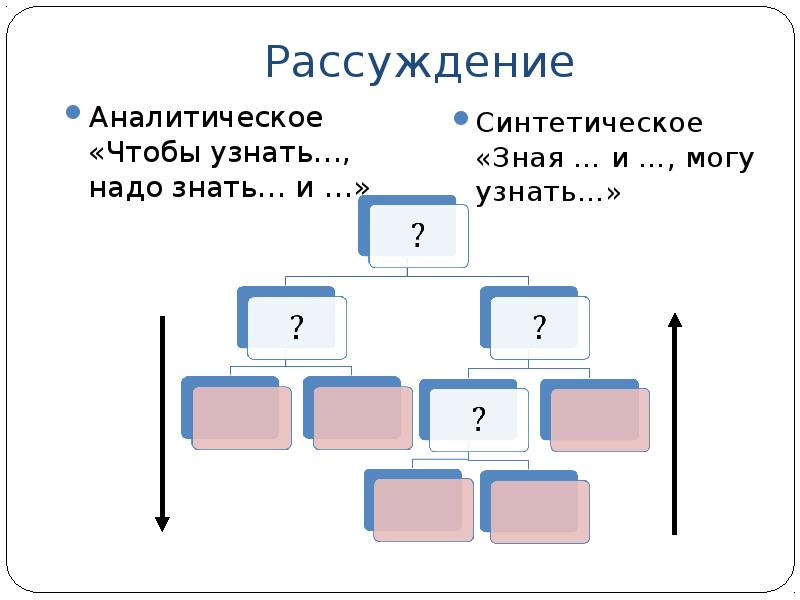 Рассуждение
Аналитическое
«Чтобы узнать…,
надо знать… и …»
Синтетическое
«Зная … и …, могу
узнать…»
?
?
?
?